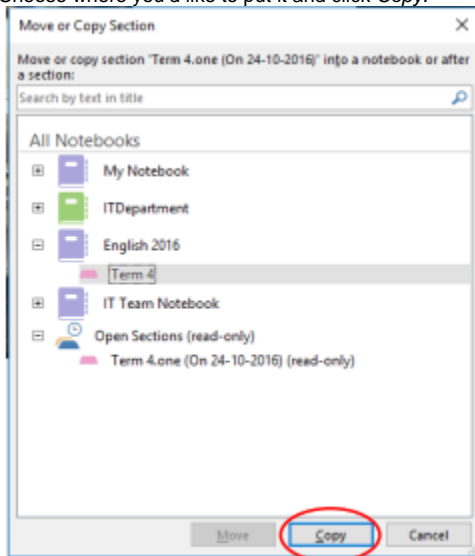 Choose where you'd like to put it and click Copy.
Move or Copy Section
Move or copy section 'Term 4.one (On 24-10-2016)' into a notebook or after
a section:
Search by text in title
All Notebooks
My Notebook
ITDepartment
English 2016
Term 4
IT Team Notebook
Open Sections (read-only)
Term 4.one (On 24-10-2016) (read-only)
Move Copy Cancel